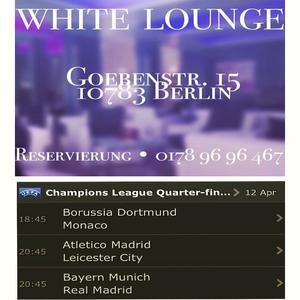 WHITE LOUNGE
GOEBENSTR. 15
10783 BERLIN
RESERVIERUNG • 0178 96 96 467
Champions League Quarter-fin... 12 Apr
18:45 Borussia Dortmund
Monaco
20:45 Atletico Madrid
Leicester City
20:45 Bayern Munich
Real Madrid